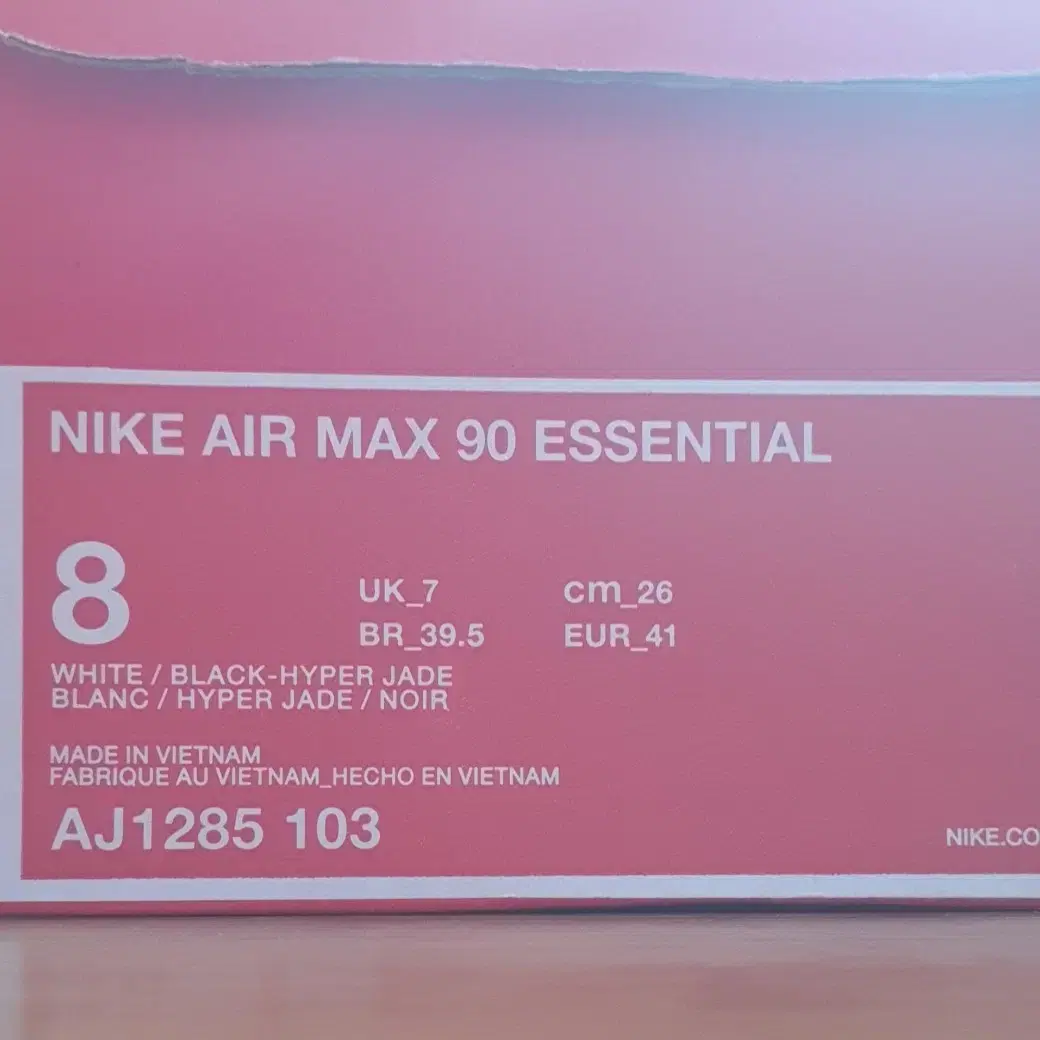 NIKE AIR MAX 90 ESSENTIAL
8
UK_7 cm_26
BR_39.5 EUR_41
WHITE / BLACK-HYPER JADE
BLANC / HYPER JADE / NOIR
MADE IN VIETNAM
FABRIQUE AU VIETNAM_HECHO EN VIETNAM
AJ1285 103
NIKE.CO